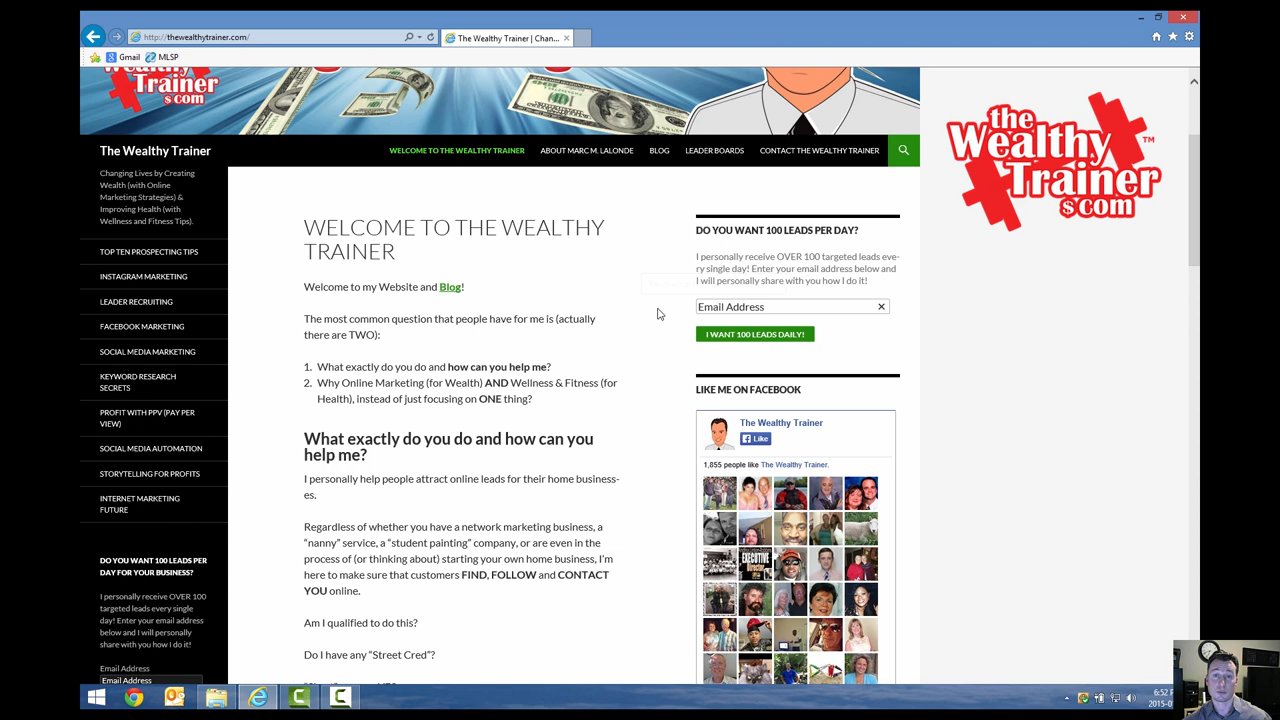 http://thewealthytrainer.com/
The Wealthy Trainer | Chan...
Gmail MLSP
Wealthy
Trainer
s.com
the
Wealthy
Trainer
s.com
TM
The Wealthy Trainer
WELCOME TO THE WEALTHY TRAINER ABOUT MARC M. LALONDE BLOG LEADER BOARDS CONTACT THE WEALTHY TRAINER
Changing Lives by Creating
Wealth (with Online
Marketing Strategies) &
Improving Health (with
Wellness and Fitness Tips).
TOP TEN PROSPECTING TIPS
INSTAGRAM MARKETING
LEADER RECRUITING
FACEBOOK MARKETING
SOCIAL MEDIA MARKETING
KEYWORD RESEARCH
SECRETS
PROFIT WITH PPV (PAY PER
VIEW)
SOCIAL MEDIA AUTOMATION
STORYTELLING FOR PROFITS
INTERNET MARKETING
FUTURE
DO YOU WANT 100 LEADS PER
DAY FOR YOUR BUSINESS?
I personally receive OVER 100
targeted leads every single
day! Enter your email address
below and I will personally
share with you how I do it!
Email Address
Email Address
WELCOME TO THE WEALTHY
TRAINER
Welcome to my Website and Blog!
The most common question that people have for me is (actually
there are TWO):
1. What exactly do you do and how can you help me?
2. Why Online Marketing (for Wealth) AND Wellness & Fitness (for
Health), instead of just focusing on ONE thing?
What exactly do you do and how can you
help me?
I personally help people attract online leads for their home business-
es.
Regardless of whether you have a network marketing business, a
“nanny” service, a “student painting” company, or are even in the
process of (or thinking about) starting your own home business, I’m
here to make sure that customers FIND, FOLLOW and CONTACT
YOU online.
Am I qualified to do this?
Do I have any “Street Cred”?
DO YOU WANT 100 LEADS PER DAY?
I personally receive OVER 100 targeted leads eve-
ry single day! Enter your email address below and
I will personally share with you how I do it!
Email Address
I WANT 100 LEADS DAILY!
LIKE ME ON FACEBOOK
The Wealthy Trainer
Like
1,855 people like The Wealthy Trainer.
EXECUTIVE
6:52 P
2015-0